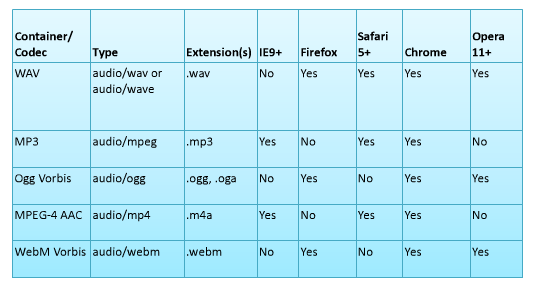 Container/ Codec Type Extension(s) IE9+ Firefox Safari 5+ Chrome Opera 11+
WAV audio/wav or audio/wave .wav No Yes Yes Yes Yes
MP3 audio/mpeg .mp3 Yes No Yes Yes No
Ogg Vorbis audio/ogg .ogg, .oga No Yes No Yes Yes
MPEG-4 AAC audio/mp4 .m4a Yes No Yes Yes No
WebM Vorbis audio/webm .webm No Yes No Yes Yes